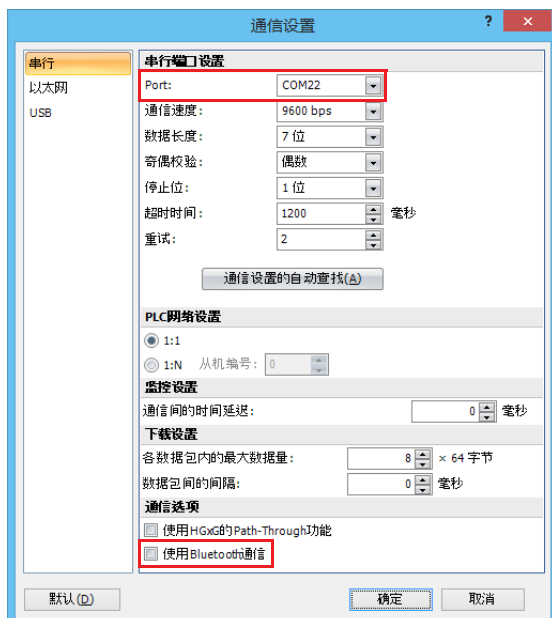 通信设置
? ×
串行
以太网
USB
串行端口设置
Port: COM22
通信速度: 9600 bps
数据长度: 7 位
奇偶校验: 偶数
停止位: 1 位
超时时间: 1200 毫秒
重试: 2
通信设置的自动查找(A)
PLC网络设置
1:1
1:N 从机编号: 0
监控设置
通信间的时间延迟: 0 毫秒
下载设置
各数据包内的最大数据量: 8 × 64 字节
数据包间的间隔: 0 毫秒
通信选项
使用HGxG的Path-Through功能
使用Bluetooth通信
默认(D) 确定 取消